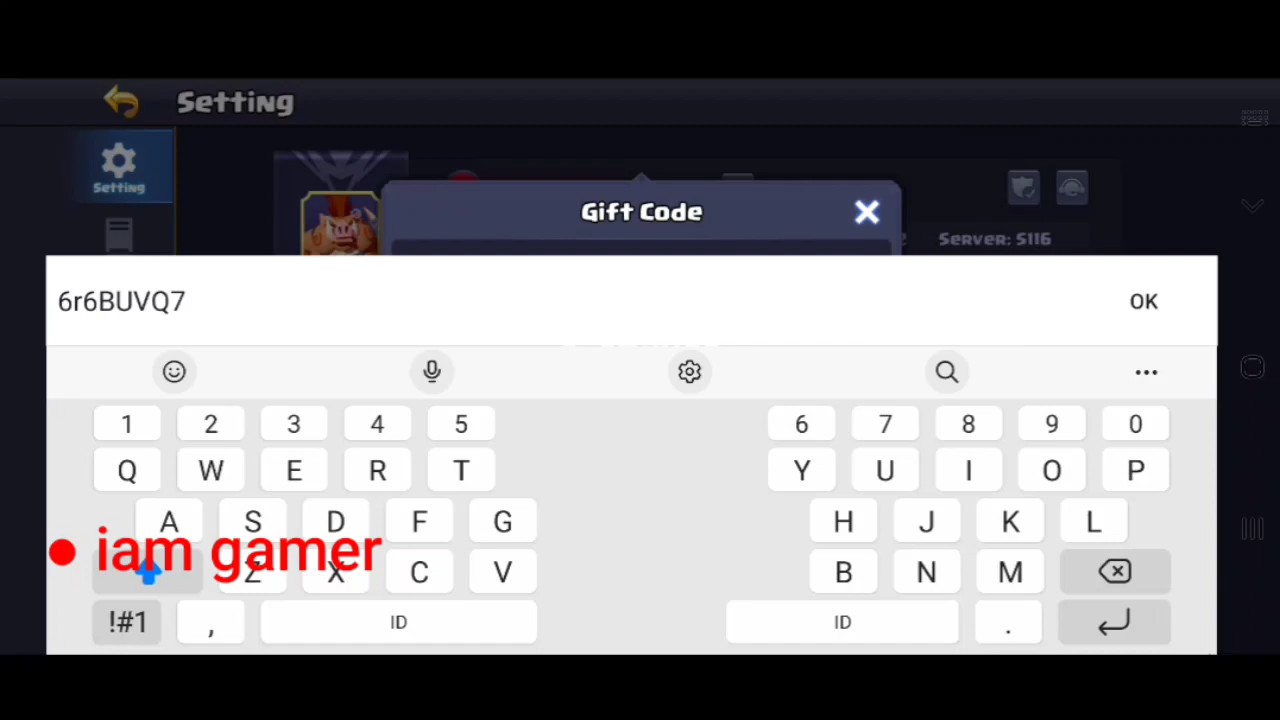 Setting
Setting
Gift Code
Server: S116
6r6BUVQ7
OK
1 2 3 4 5 6 7 8 9 0
Q W E R T Y U I O P
A S D F G H J K L
• iam gamer
Z X C V B N M
!#1 , ID ID .